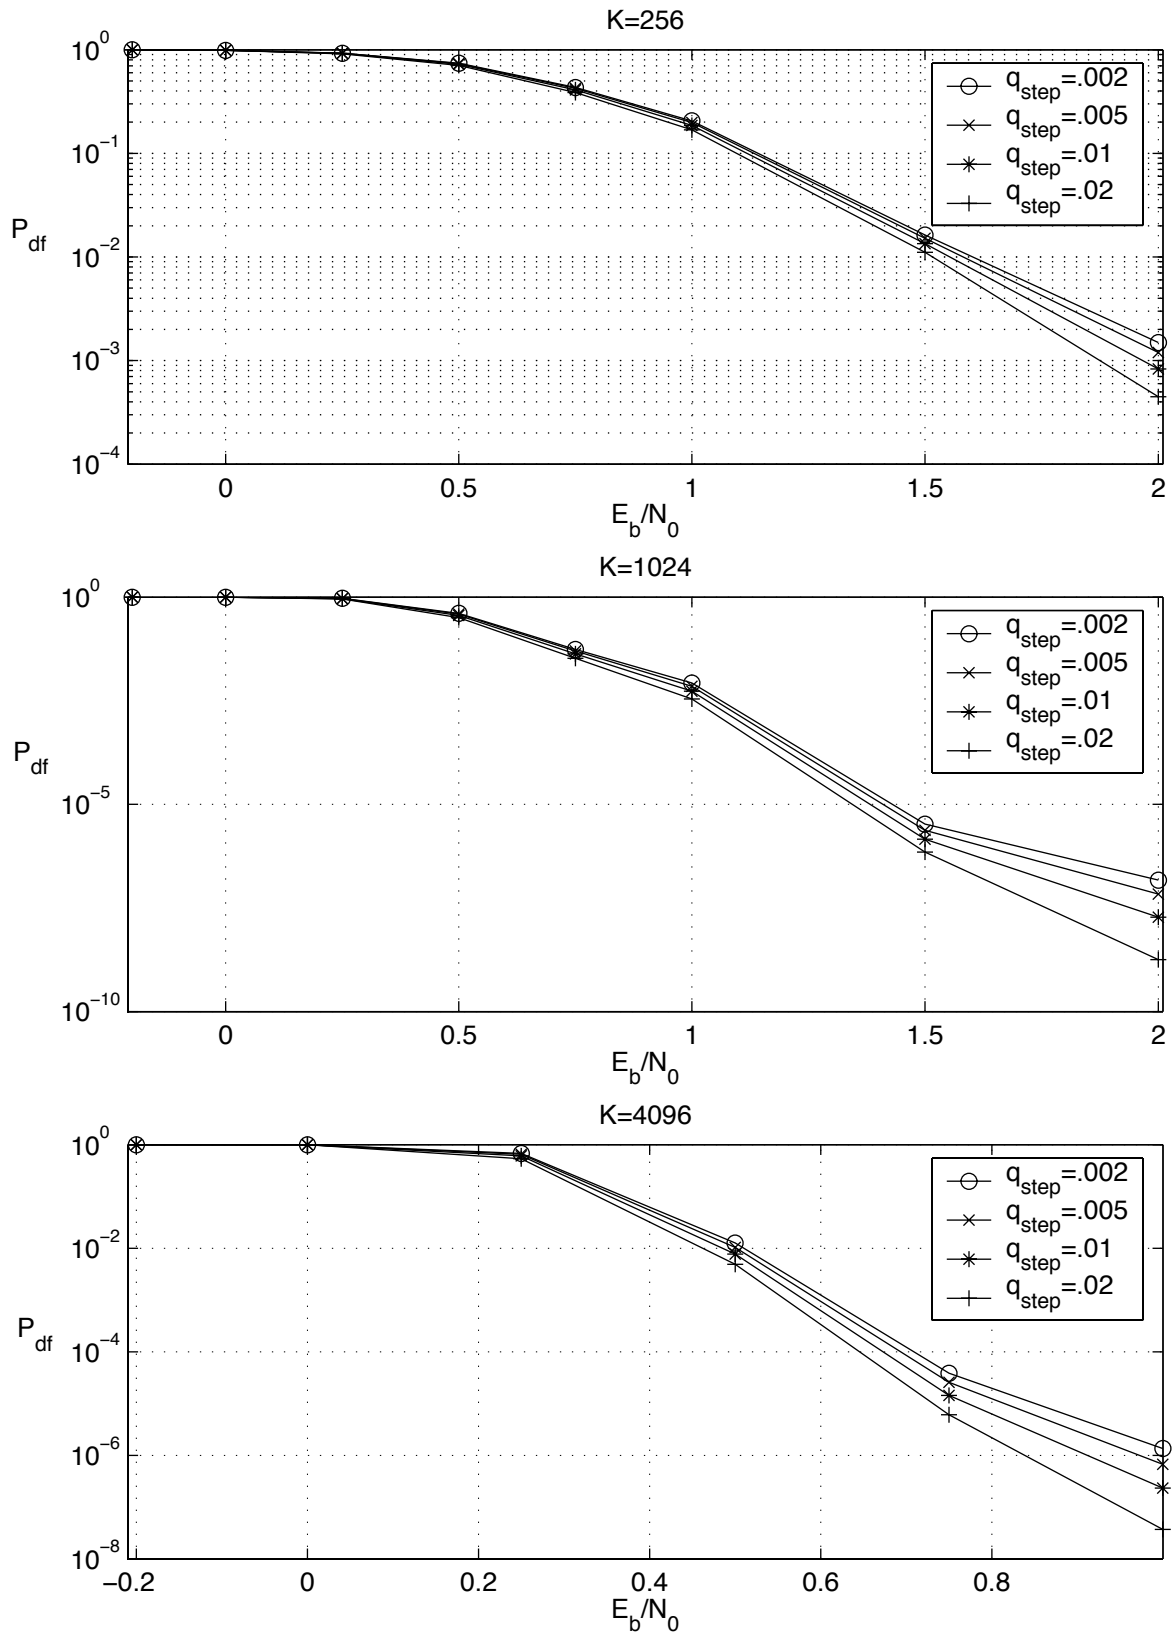 K=256
10^0
10^-1
10^-2
10^-3
10^-4
P_df
q_step=.002
q_step=.005
q_step=.01
q_step=.02
0 0.5 1 1.5 2
E_b/N_0
K=1024
10^0
10^-5
10^-10
P_df
q_step=.002
q_step=.005
q_step=.01
q_step=.02
0 0.5 1 1.5 2
E_b/N_0
K=4096
10^0
10^-2
10^-4
10^-6
10^-8
P_df
q_step=.002
q_step=.005
q_step=.01
q_step=.02
−0.2 0 0.2 0.4 0.6 0.8
E_b/N_0